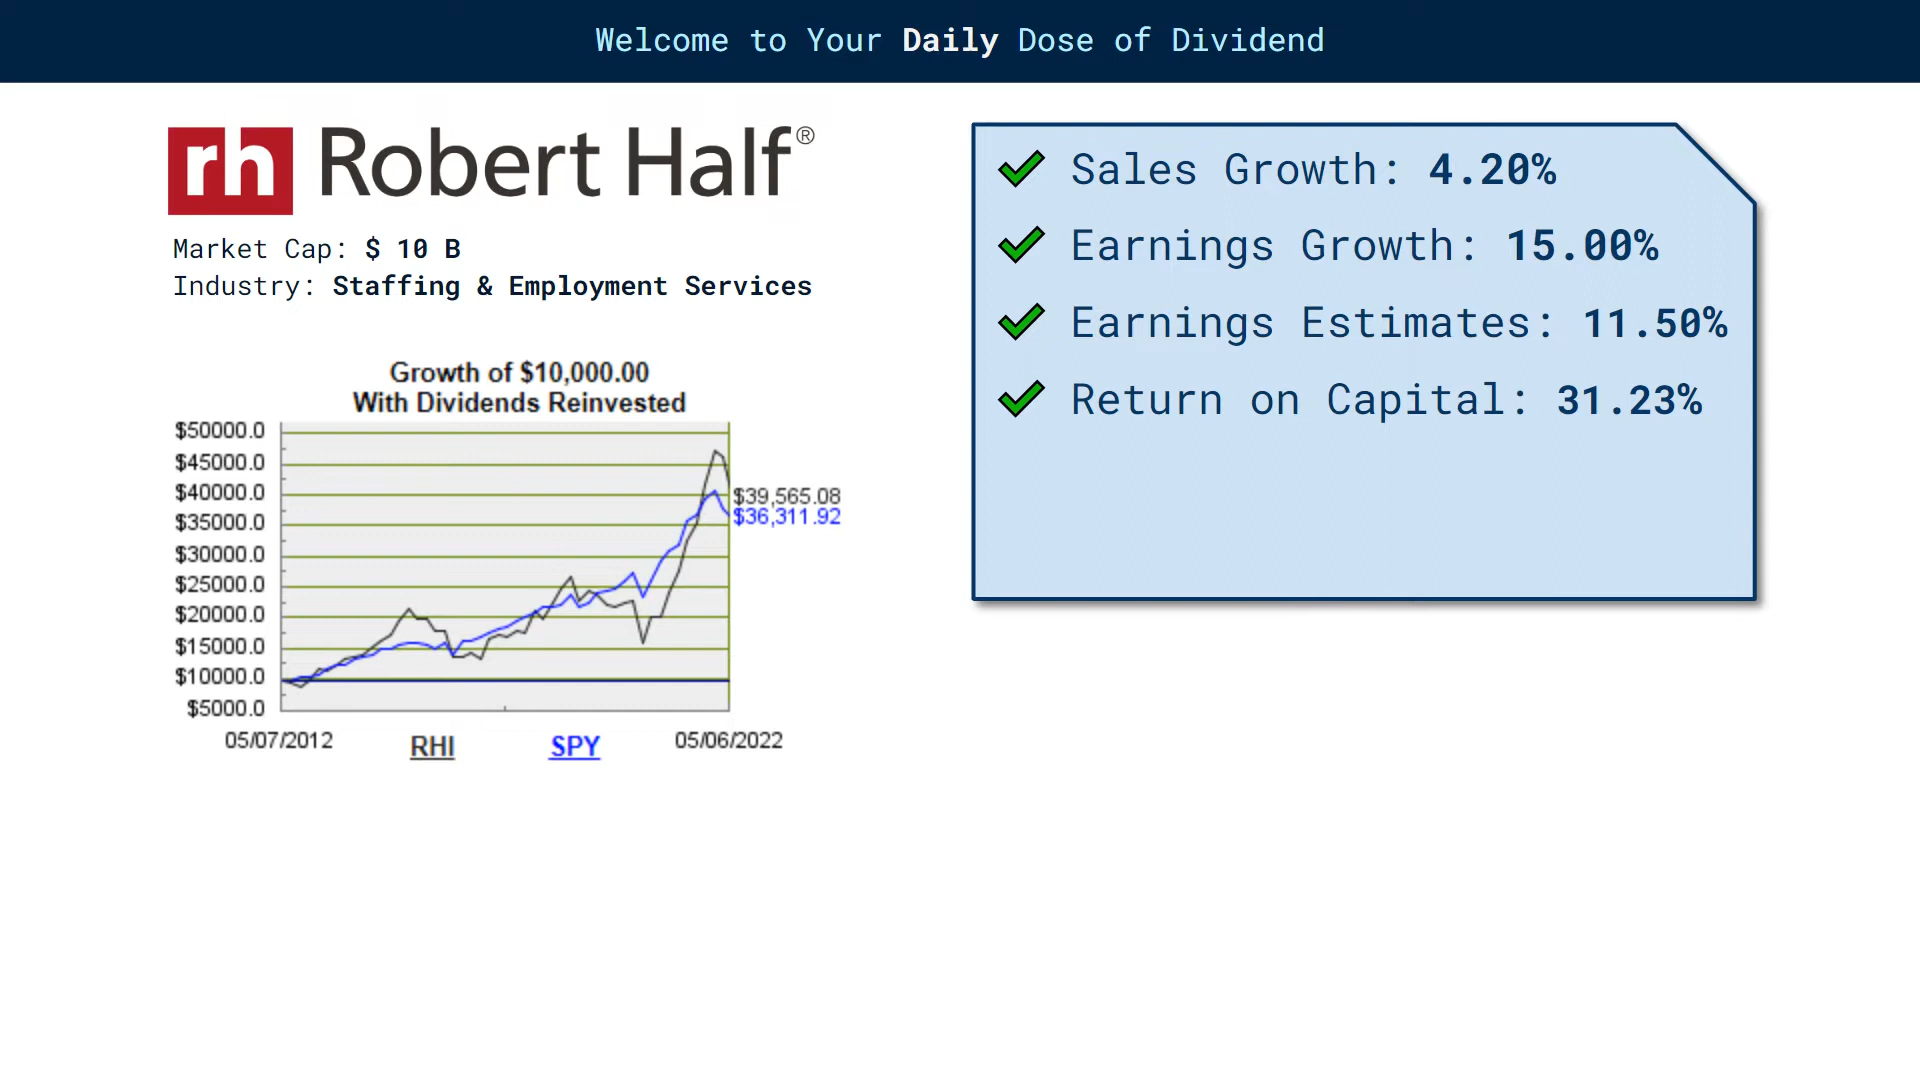 Welcome to Your Daily Dose of Dividend
rh Robert Half®
Market Cap: $ 10 B
Industry: Staffing & Employment Services
Growth of $10,000.00
With Dividends Reinvested
$50000.0
$45000.0
$40000.0
$35000.0
$30000.0
$25000.0
$20000.0
$15000.0
$10000.0
$5000.0
$39,565.08
$36,311.92
05/07/2012 RHI SPY 05/06/2022
Sales Growth: 4.20%
Earnings Growth: 15.00%
Earnings Estimates: 11.50%
Return on Capital: 31.23%